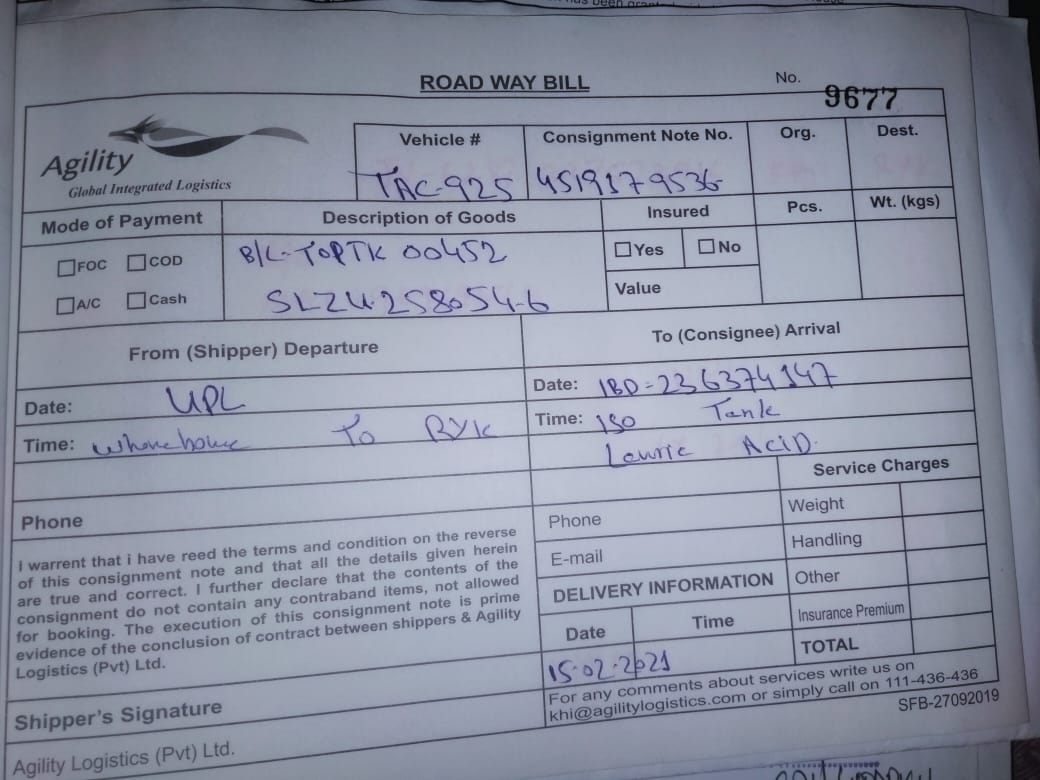 ROAD WAY BILL
No. 9677
Agility
Global Integrated Logistics
Vehicle #
TAC-925
Consignment Note No.
4519179536
Org.
Dest.
Mode of Payment
FOC COD
A/C Cash
Description of Goods
B/L-TOPTK 00452
SLZU.258054-6
Insured
Yes No
Value
Pcs.
Wt. (kgs)
From (Shipper) Departure
Date: UPL
Time: Wharehouse To RYK
Phone
To (Consignee) Arrival
Date: IBD=236374147
Time: ISO Tank
Lawric ACiD.
Phone
E-mail
Service Charges
Weight
Handling
Other
Insurance Premium
TOTAL
DELIVERY INFORMATION
Date Time
15-02-2021
I warrent that i have reed the terms and condition on the reverse
of this consignment note and that all the details given herein
are true and correct. I further declare that the contents of the
consignment do not contain any contraband items, not allowed
for booking. The execution of this consignment note is prime
evidence of the conclusion of contract between shippers & Agility
Logistics (Pvt) Ltd.
Shipper's Signature
For any comments about services write us on
khi@agilitylogistics.com or simply call on 111-436-436
SFB-27092019
Agility Logistics (Pvt) Ltd.